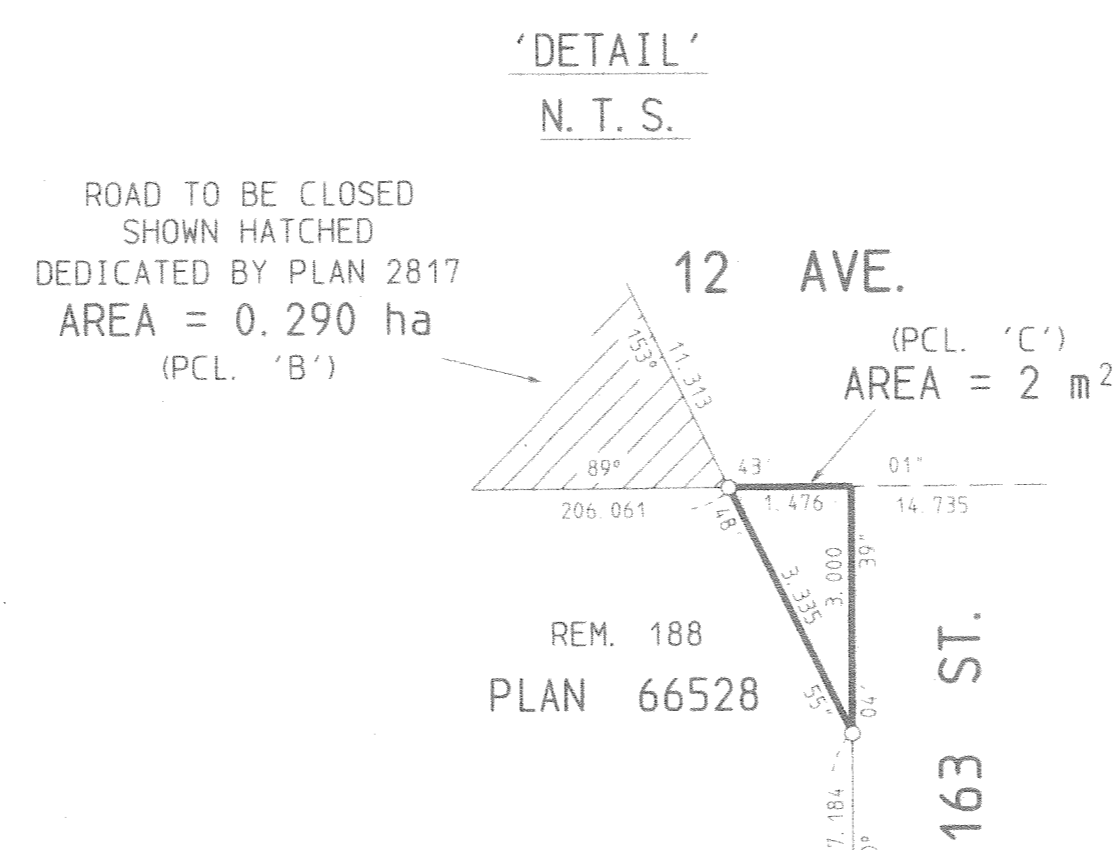 'DETAIL'
N. T. S.
ROAD TO BE CLOSED
SHOWN HATCHED
DEDICATED BY PLAN 2817
AREA = 0. 290 ha
(PCL. 'B')
12 AVE.
(PCL. 'C')
AREA = 2 m²
153°
11. 313
89°
43'
01"
206. 061
48'
1. 476
14. 735
3. 335
3. 000
39"
REM. 188
PLAN 66528
55"
04'
163 ST.
7. 184